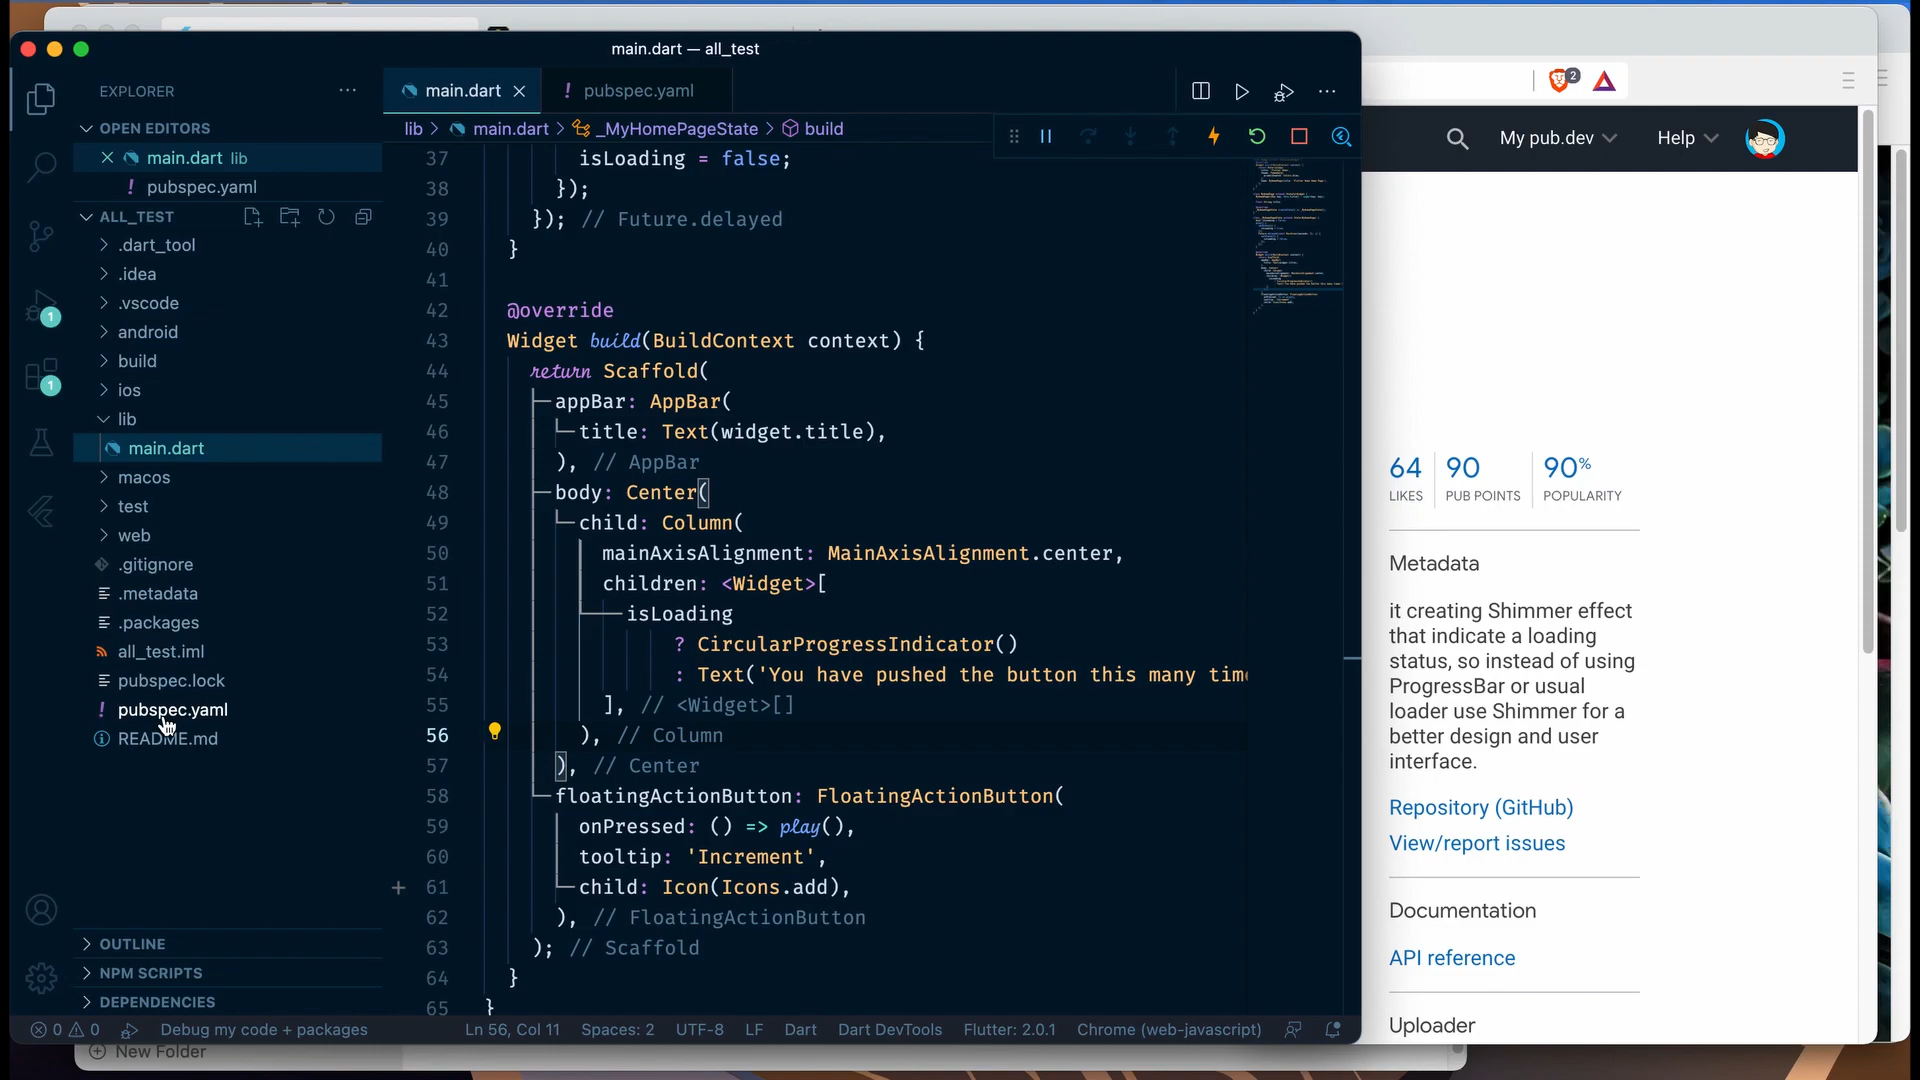 main.dart — all_test
EXPLORER
OPEN EDITORS
main.dart lib
! pubspec.yaml
ALL_TEST
.dart_tool
.idea
.vscode
android
build
ios
lib
main.dart
macos
test
web
.gitignore
.metadata
.packages
all_test.iml
pubspec.lock
! pubspec.yaml
README.md
OUTLINE
NPM SCRIPTS
DEPENDENCIES
1
1
main.dart
! pubspec.yaml
lib > main.dart > _MyHomePageState > build
37 isLoading = false;
38 });
39 }); // Future.delayed
40 }
41
42 @override
43 Widget build(BuildContext context) {
44 return Scaffold(
45 appBar: AppBar(
46 title: Text(widget.title),
47 ), // AppBar
48 body: Center(
49 child: Column(
50 mainAxisAlignment: MainAxisAlignment.center,
51 children: <Widget>[
52 isLoading
53 ? CircularProgressIndicator()
54 : Text('You have pushed the button this many tim
55 ], // <Widget>[]
56 ), // Column
57 ), // Center
58 floatingActionButton: FloatingActionButton(
59 onPressed: () => play(),
60 tooltip: 'Increment',
61 child: Icon(Icons.add),
62 ), // FloatingActionButton
63 ); // Scaffold
64 }
65 }
0 0 Debug my code + packages Ln 56, Col 11 Spaces: 2 UTF-8 LF Dart Dart DevTools Flutter: 2.0.1 Chrome (web-javascript)
New Folder
2
My pub.dev
Help
64 90 90%
LIKES PUB POINTS POPULARITY
Metadata
it creating Shimmer effect
that indicate a loading
status, so instead of using
ProgressBar or usual
loader use Shimmer for a
better design and user
interface.
Repository (GitHub)
View/report issues
Documentation
API reference
Uploader